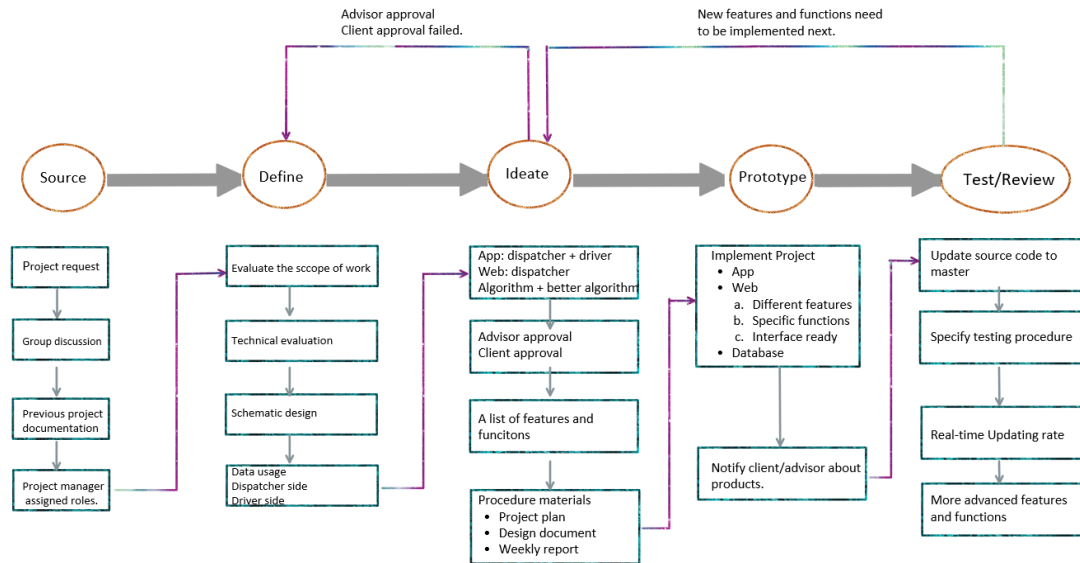 Advisor approval
Client approval failed.
New features and functions need
to be implemented next.
Source
Define
Ideate
Prototype
Test/Review
Project request
Group discussion
Previous project
documentation
Project manager
assigned roles.
Evaluate the sccope of work
Technical evaluation
Schematic design
Data usage
Dispatcher side
Driver side
App: dispatcher + driver
Web: dispatcher
Algorithm + better algorithm
Advisor approval
Client approval
A list of features and
funcitons
Procedure materials
• Project plan
• Design document
• Weekly report
Implement Project
• App
• Web
a. Different features
b. Specific functions
c. Interface ready
• Database
Notify client/advisor about
products.
Update source code to
master
Specify testing procedure
Real-time Updating rate
More advanced features
and functions